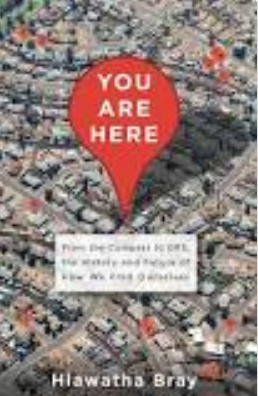 YOU
ARE
HERE
From the Compass to GPS,
the History and Future of
How We Find Ourselves
Hiawatha Bray